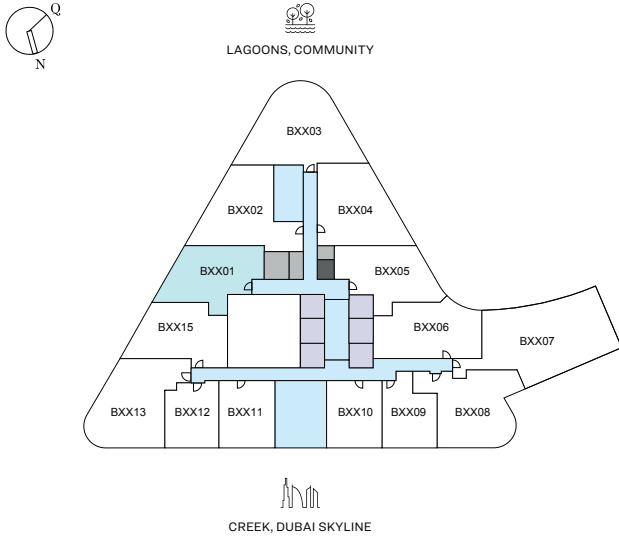 Q
N
LAGOONS, COMMUNITY
BXX03
BXX02
BXX04
BXX01
BXX05
BXX15
BXX06
BXX07
BXX13
BXX12
BXX11
BXX10
BXX09
BXX08
CREEK, DUBAI SKYLINE